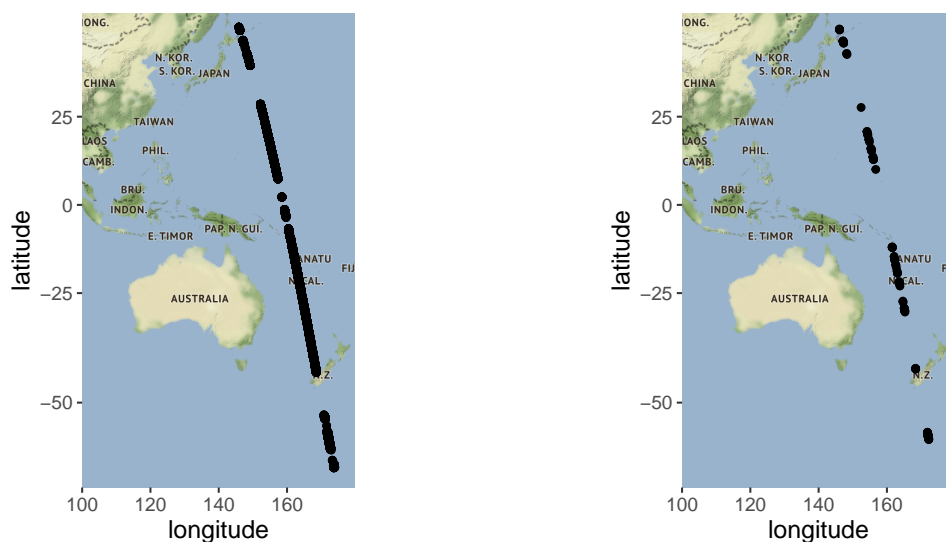 ONG.
N. KOR.
S. KOR. JAPAN
CHINA
TAIWAN
LAOS
PHIL.
CAMB.
BRU.
INDON.
PAP. N. GUI.
E. TIMOR
ANATU
FIJ
N. CAL.
AUSTRALIA
N.Z.
25
0
−25
−50
latitude
100 120 140 160
longitude
ONG.
N. KOR.
S. KOR. JAPAN
CHINA
TAIWAN
LAOS
PHIL.
CAMB.
BRU.
INDON.
PAP. N. GUI.
E. TIMOR
ANATU
F
AUSTRALIA
N.Z.
25
0
−25
−50
latitude
100 120 140 160
longitude